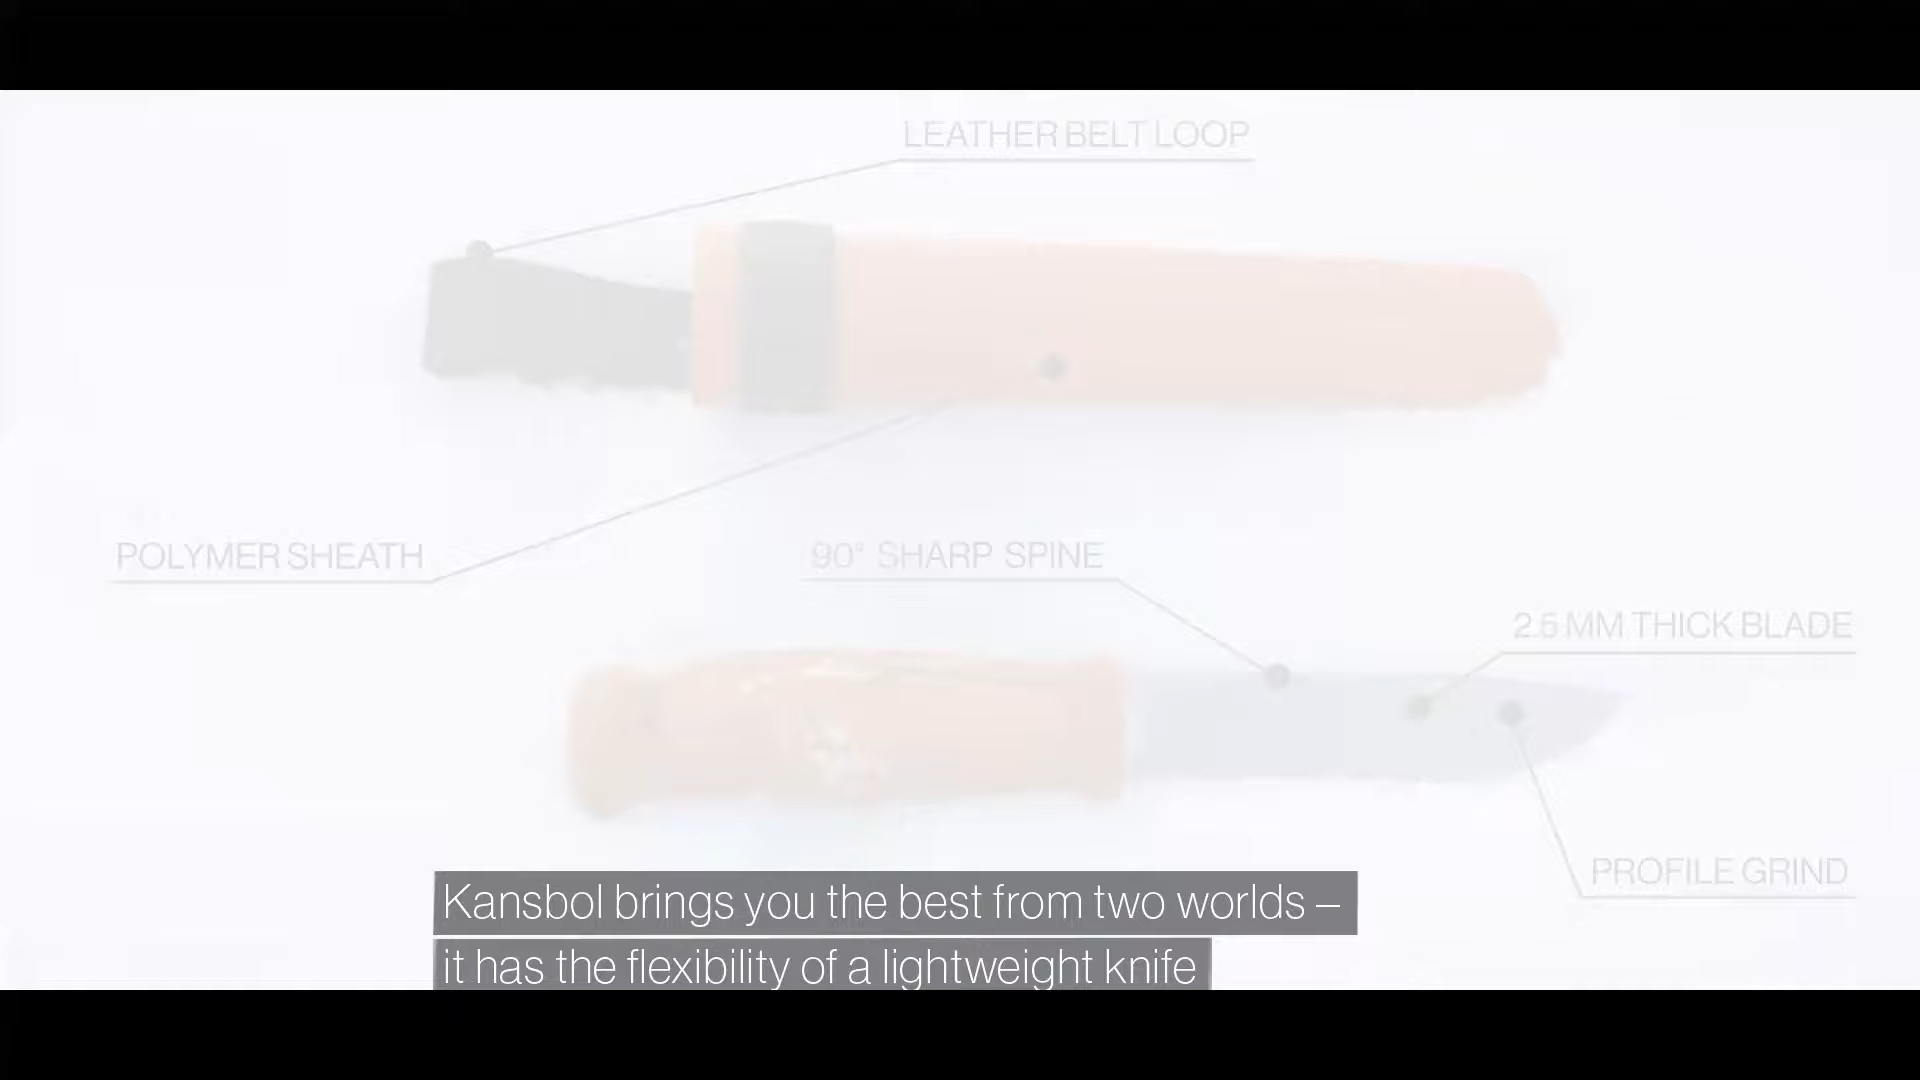 LEATHER BELT LOOP
POLYMER SHEATH
90° SHARP SPINE
2.5 MM THICK BLADE
PROFILE GRIND
Kansbol brings you the best from two worlds –
it has the flexibility of a lightweight knife